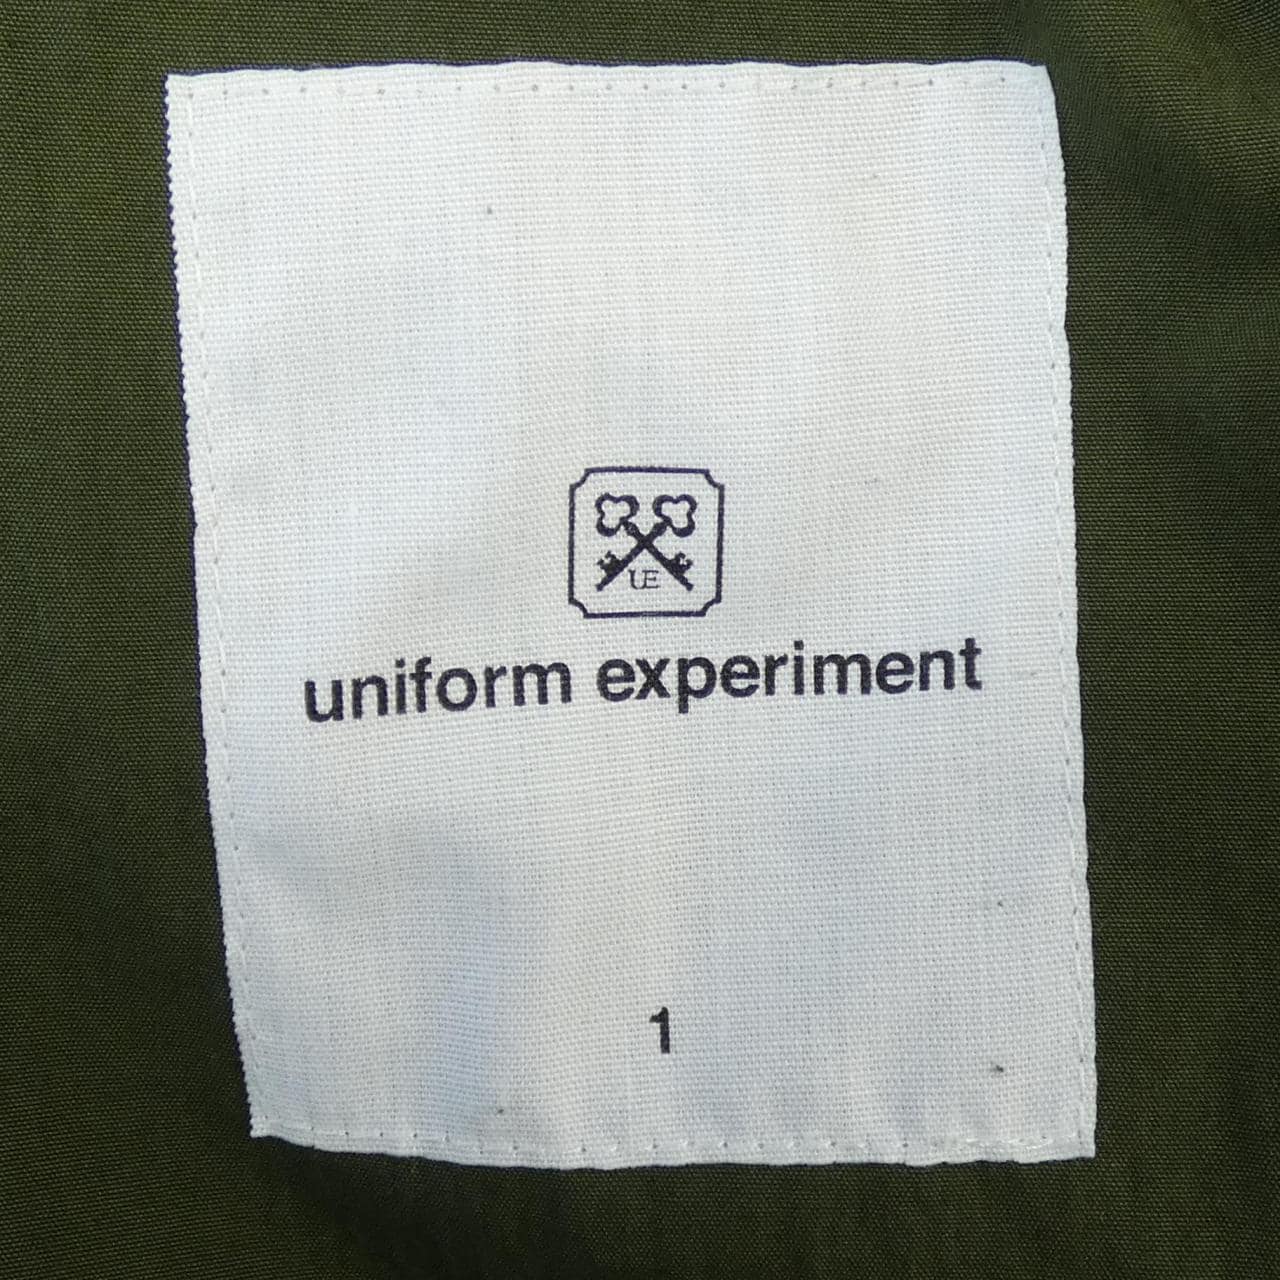 UE
uniform experiment
1